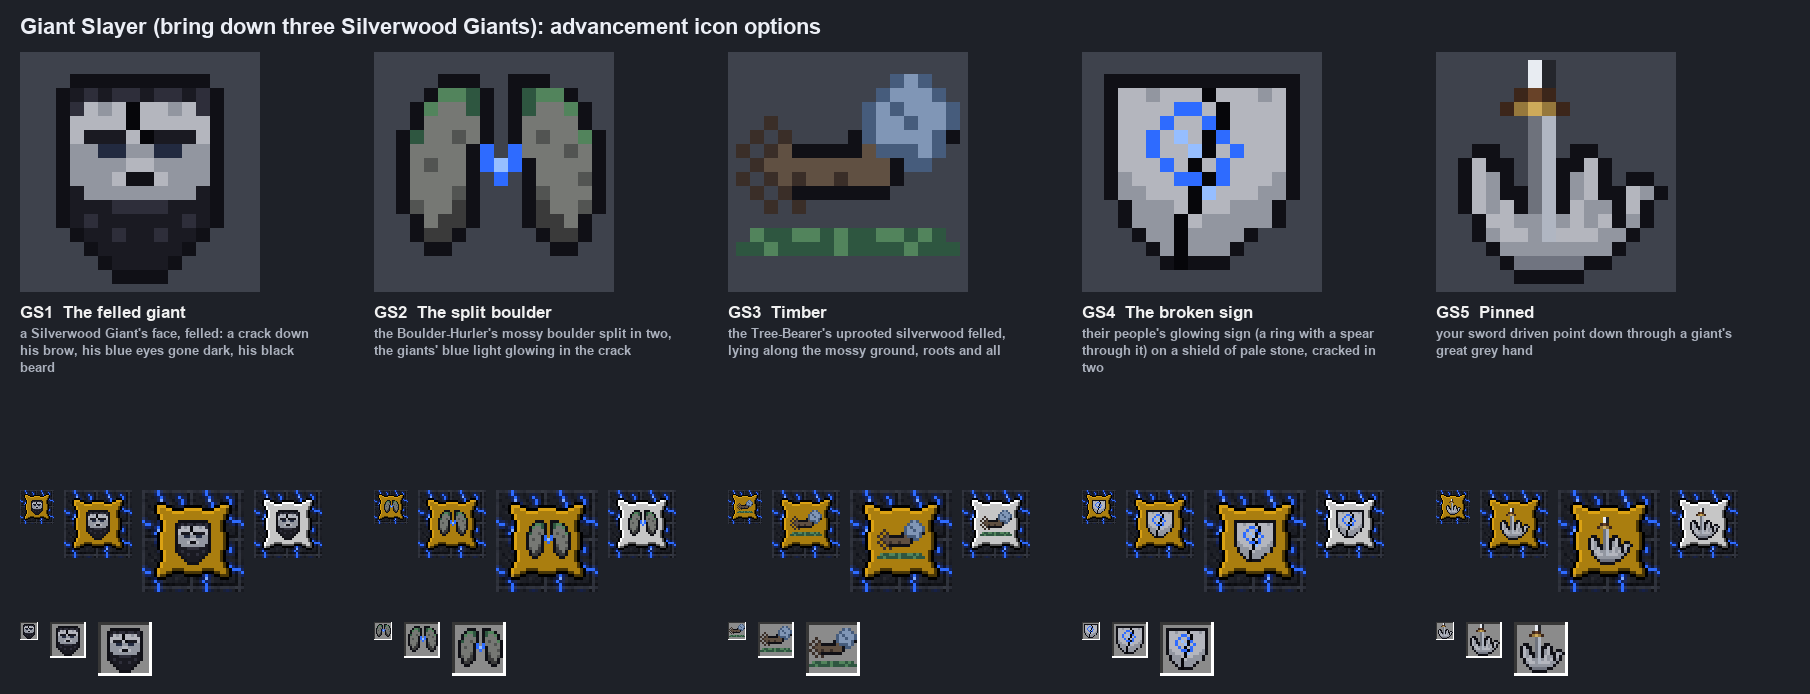 Giant Slayer (bring down three Silverwood Giants): advancement icon options
GS1 The felled giant
a Silverwood Giant's face, felled: a crack down
his brow, his blue eyes gone dark, his black
beard
GS2 The split boulder
the Boulder-Hurler's mossy boulder split in two,
the giants' blue light glowing in the crack
GS3 Timber
the Tree-Bearer's uprooted silverwood felled,
lying along the mossy ground, roots and all
GS4 The broken sign
their people's glowing sign (a ring with a spear
through it) on a shield of pale stone, cracked in
two
GS5 Pinned
your sword driven point down through a giant's
great grey hand